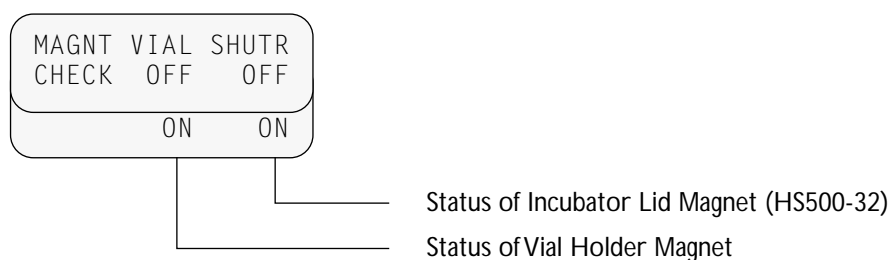 MAGNT VIAL SHUTR
CHECK OFF OFF
ON ON
Status of Incubator Lid Magnet (HS500-32)
Status of Vial Holder Magnet